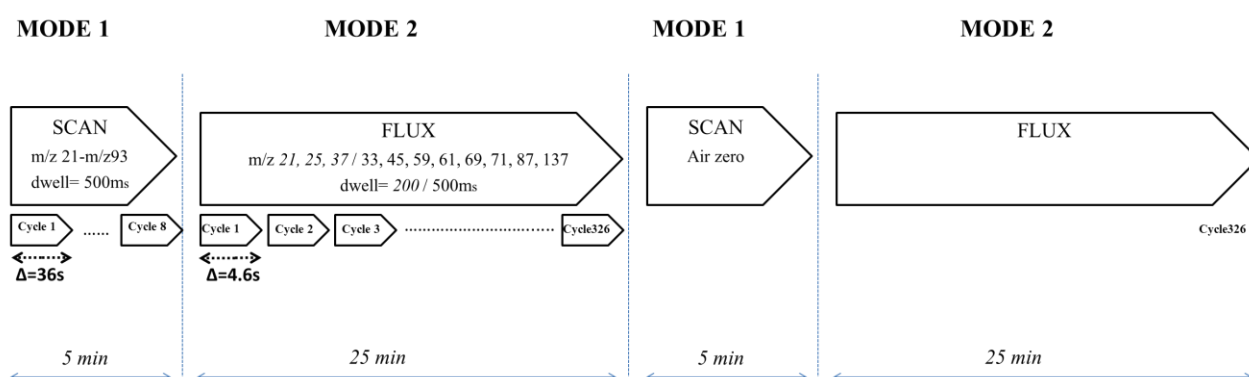 MODE 1
MODE 2
MODE 1
MODE 2
SCAN
m/z 21-m/z93
dwell= 500ms
FLUX
m/z 21, 25, 37 / 33, 45, 59, 61, 69, 71, 87, 137
dwell= 200 / 500ms
SCAN
Air zero
FLUX
Cycle 1
......
Cycle 8
Cycle 1
Cycle 2
Cycle 3
Cycle326
Cycle326
Δ=36s
Δ=4.6s
5 min
25 min
5 min
25 min